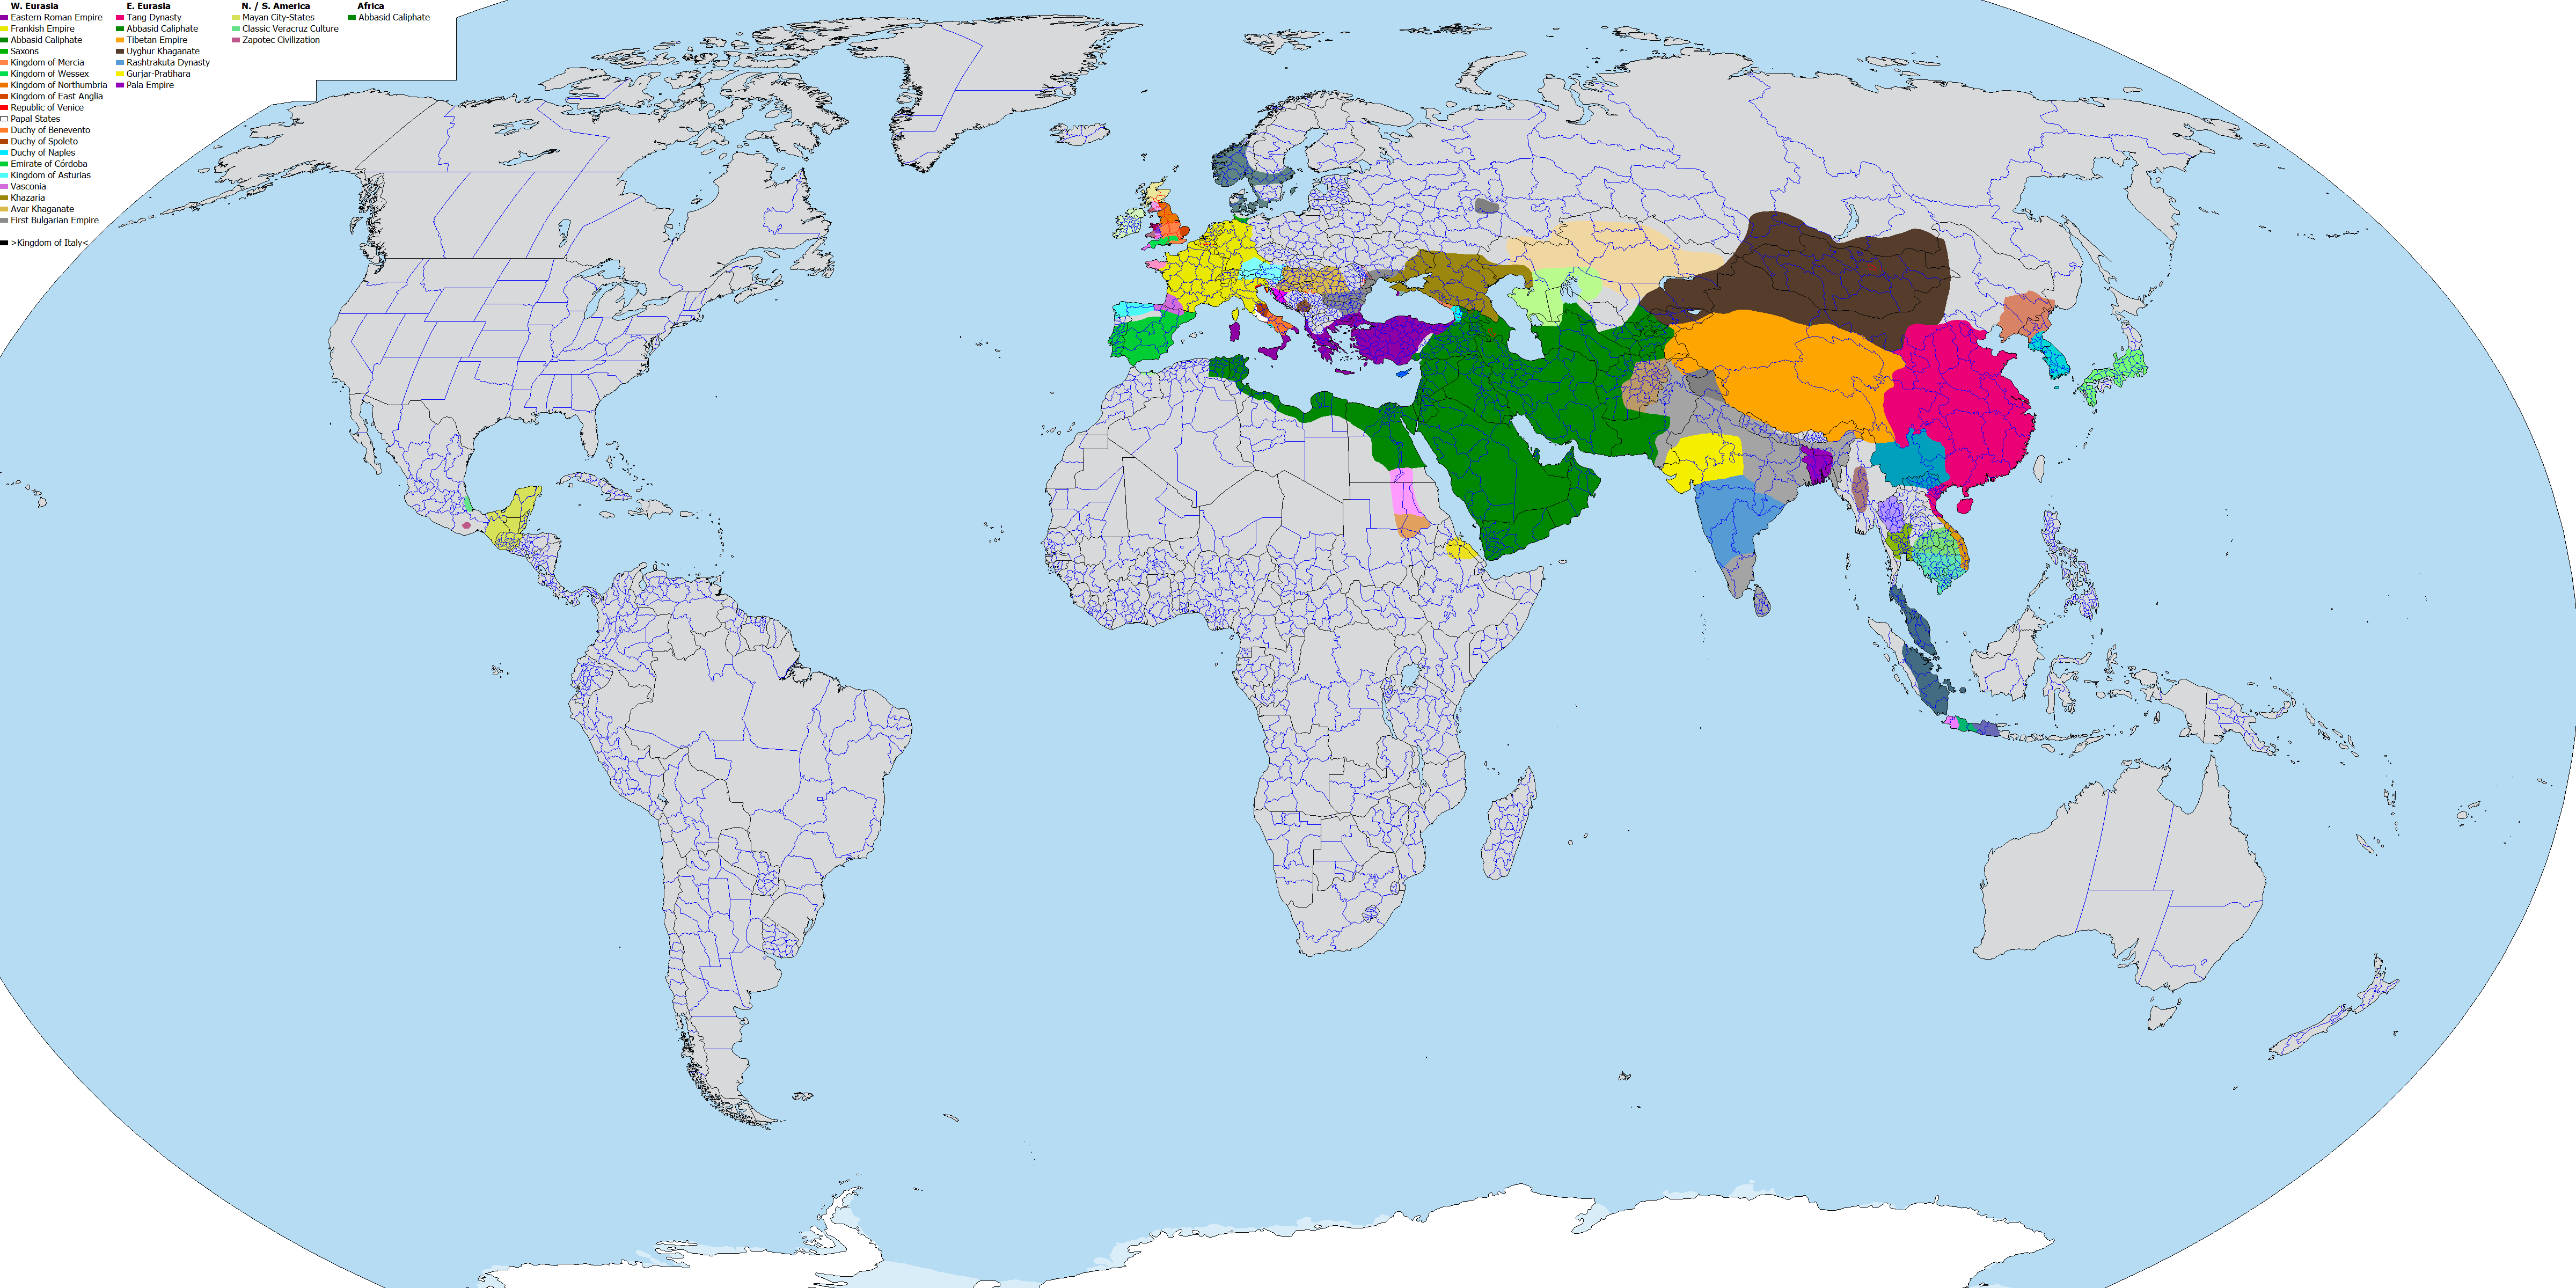 W. Eurasia
Eastern Roman Empire
Frankish Empire
Abbasid Caliphate
Saxons
Kingdom of Mercia
Kingdom of Wessex
Kingdom of Northumbria
Kingdom of East Anglia
Republic of Venice
Papal States
Duchy of Benevento
Duchy of Spoleto
Duchy of Naples
Emirate of Córdoba
Kingdom of Asturias
Vasconia
Khazaria
Avar Khaganate
First Bulgarian Empire
>Kingdom of Italy<
E. Eurasia
Tang Dynasty
Abbasid Caliphate
Tibetan Empire
Uyghur Khaganate
Rashtrakuta Dynasty
Gurjar-Pratihara
Pala Empire
N. / S. America
Mayan City-States
Classic Veracruz Culture
Zapotec Civilization
Africa
Abbasid Caliphate